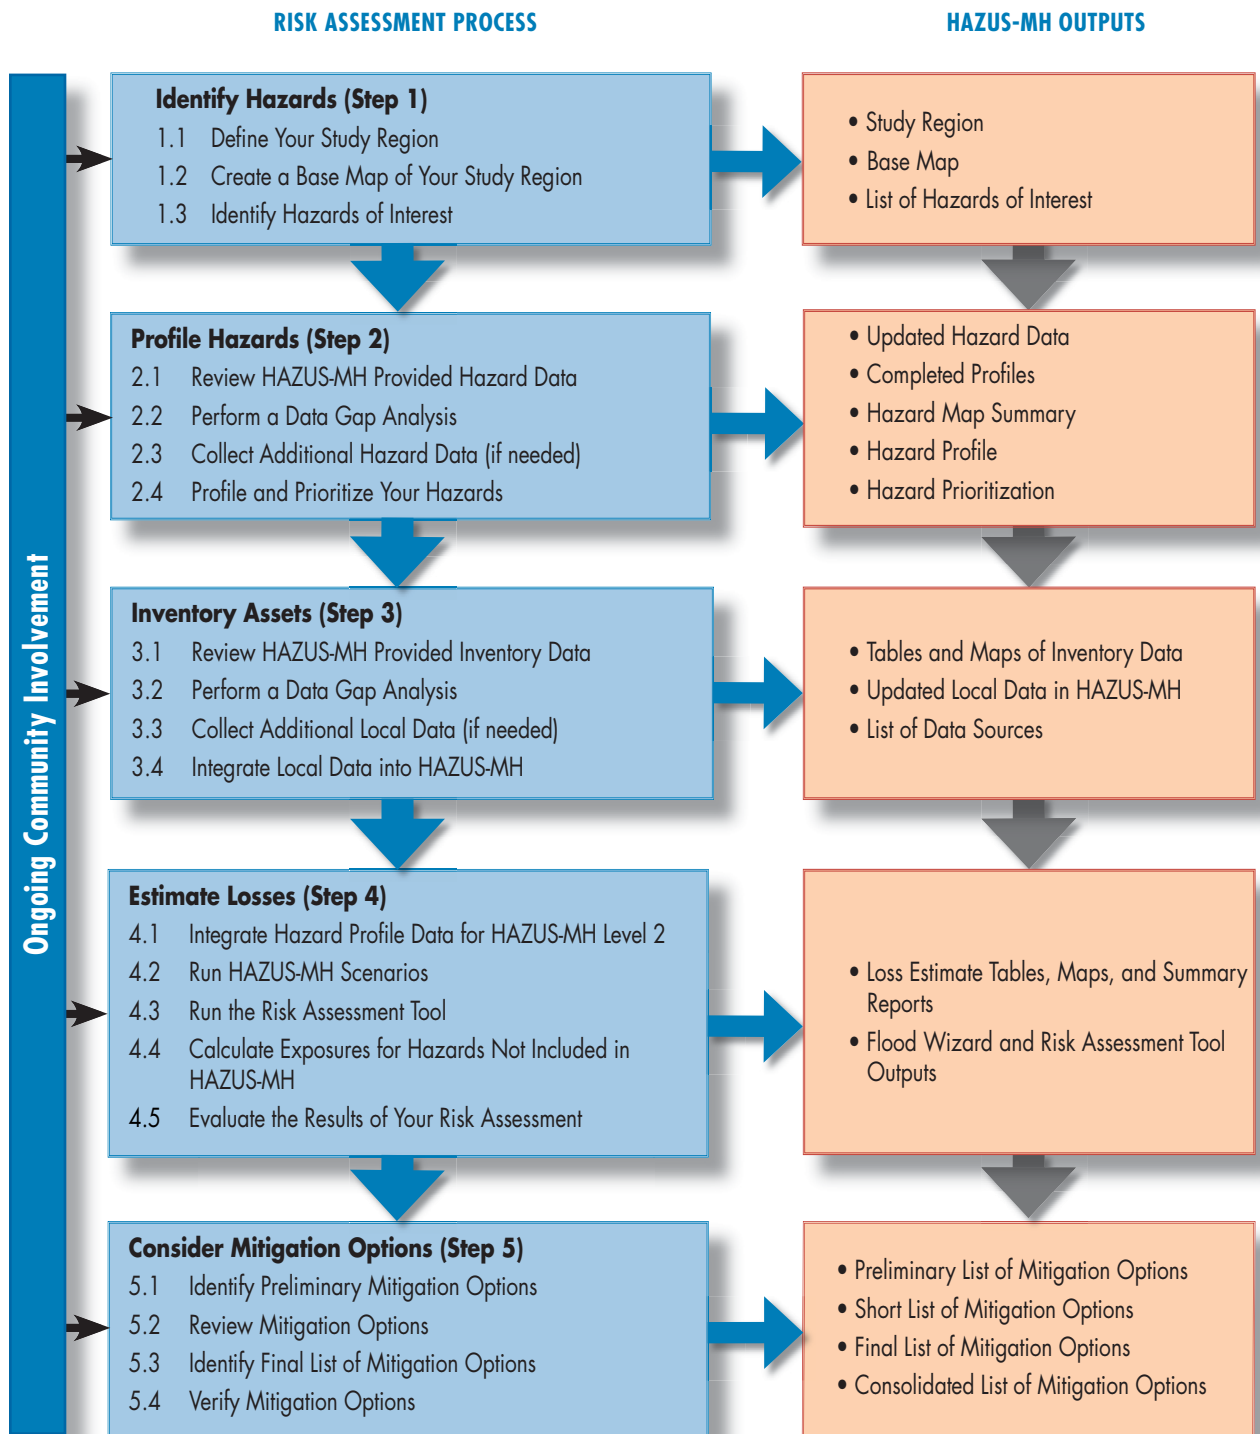 RISK ASSESSMENT PROCESS
HAZUS-MH OUTPUTS
Ongoing Community Involvement
Identify Hazards (Step 1)
1.1 Define Your Study Region
1.2 Create a Base Map of Your Study Region
1.3 Identify Hazards of Interest
• Study Region
• Base Map
• List of Hazards of Interest
Profile Hazards (Step 2)
2.1 Review HAZUS-MH Provided Hazard Data
2.2 Perform a Data Gap Analysis
2.3 Collect Additional Hazard Data (if needed)
2.4 Profile and Prioritize Your Hazards
• Updated Hazard Data
• Completed Profiles
• Hazard Map Summary
• Hazard Profile
• Hazard Prioritization
Inventory Assets (Step 3)
3.1 Review HAZUS-MH Provided Inventory Data
3.2 Perform a Data Gap Analysis
3.3 Collect Additional Local Data (if needed)
3.4 Integrate Local Data into HAZUS-MH
• Tables and Maps of Inventory Data
• Updated Local Data in HAZUS-MH
• List of Data Sources
Estimate Losses (Step 4)
4.1 Integrate Hazard Profile Data for HAZUS-MH Level 2
4.2 Run HAZUS-MH Scenarios
4.3 Run the Risk Assessment Tool
4.4 Calculate Exposures for Hazards Not Included in
HAZUS-MH
4.5 Evaluate the Results of Your Risk Assessment
• Loss Estimate Tables, Maps, and Summary
Reports
• Flood Wizard and Risk Assessment Tool
Outputs
Consider Mitigation Options (Step 5)
5.1 Identify Preliminary Mitigation Options
5.2 Review Mitigation Options
5.3 Identify Final List of Mitigation Options
5.4 Verify Mitigation Options
• Preliminary List of Mitigation Options
• Short List of Mitigation Options
• Final List of Mitigation Options
• Consolidated List of Mitigation Options